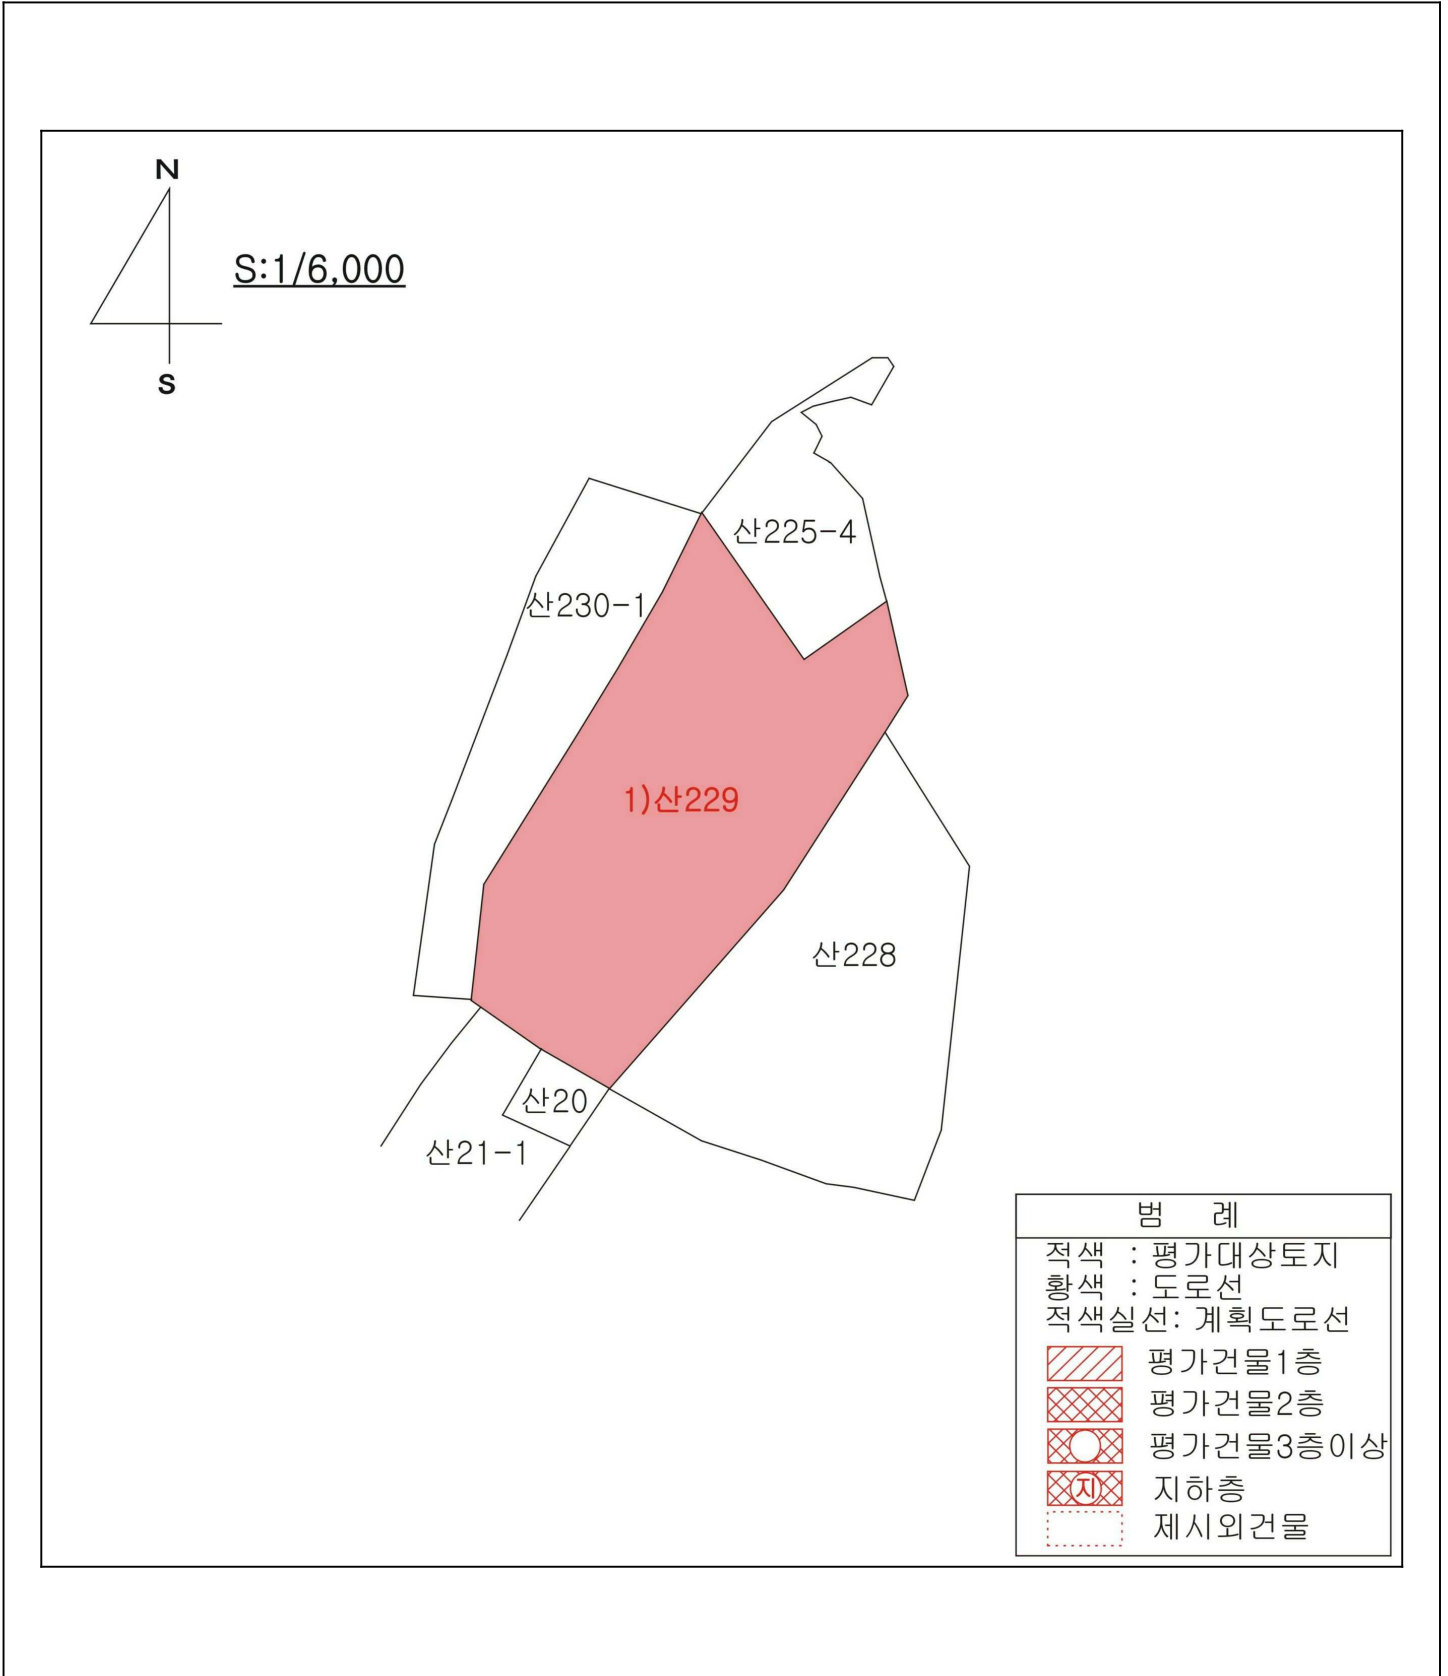 N
S:1/6,000
S
산225-4
산230-1
1)산229
산228
산20
산21-1
범 례
적색 : 평가대상토지
황색 : 도로선
적색실선: 계획도로선
평가건물1층
평가건물2층
평가건물3층이상
지 지하층
제시외건물